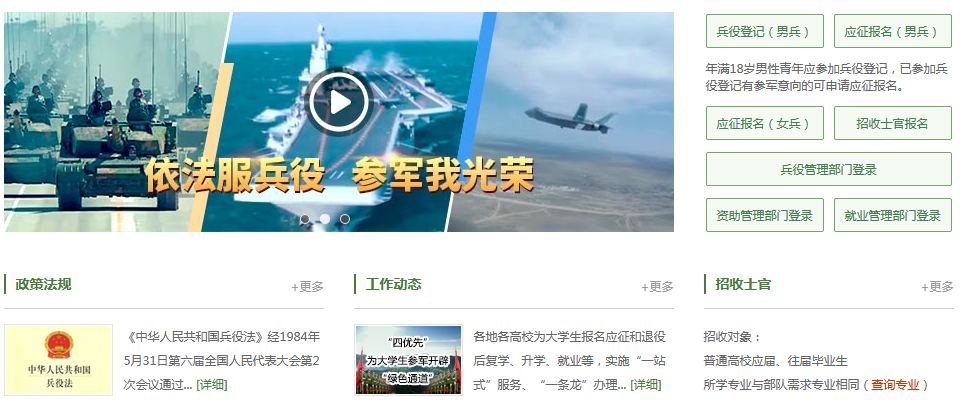 依法服兵役 参军我光荣
兵役登记（男兵） 应征报名（男兵）
年满18岁男性青年应参加兵役登记，已参加兵
役登记有参军意向的可申请应征报名。
应征报名（女兵） 招收士官报名
兵役管理部门登录
资助管理部门登录 就业管理部门登录
政策法规 +更多
中华人民共和国
兵役法
《中华人民共和国兵役法》经1984年
5月31日第六届全国人民代表大会第2
次会议通过... [详细]
工作动态 +更多
“四优先”
为大学生参军开辟
“绿色通道”
各地各高校为大学生报名应征和退役
后复学、升学、就业等，实施“一站
式”服务、“一条龙”办理... [详细]
招收士官 +更多
招收对象：
普通高校应届、往届毕业生
所学专业与部队需求专业相同（查询专业）